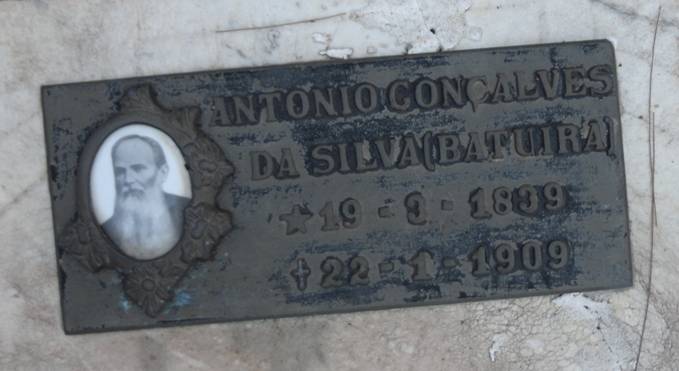 ANTONIO GONÇALVES
DA SILVA (BATUIRA)
★ 19 - 3 - 1839
✝ 22 - 1 - 1909